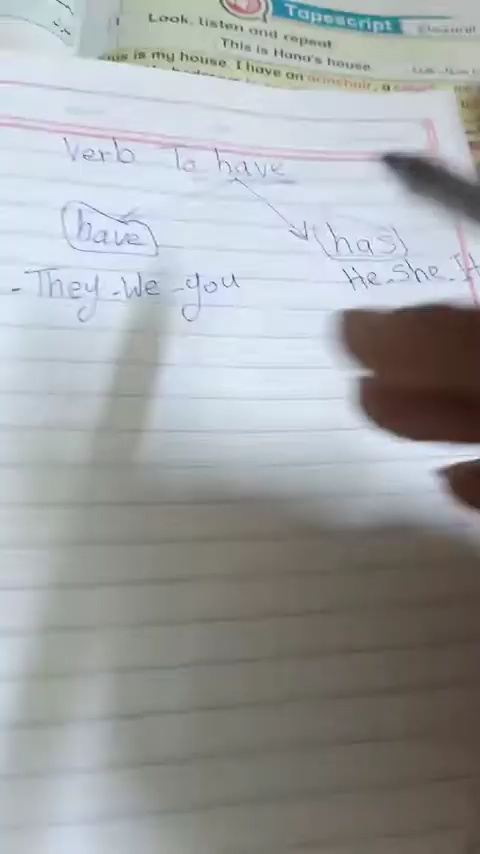 Tapescript
Look, listen and repeat
This is Hana's house.
is my house. I have an armchair, a
Verb To have
have
has
- They - We - you
He - she - It